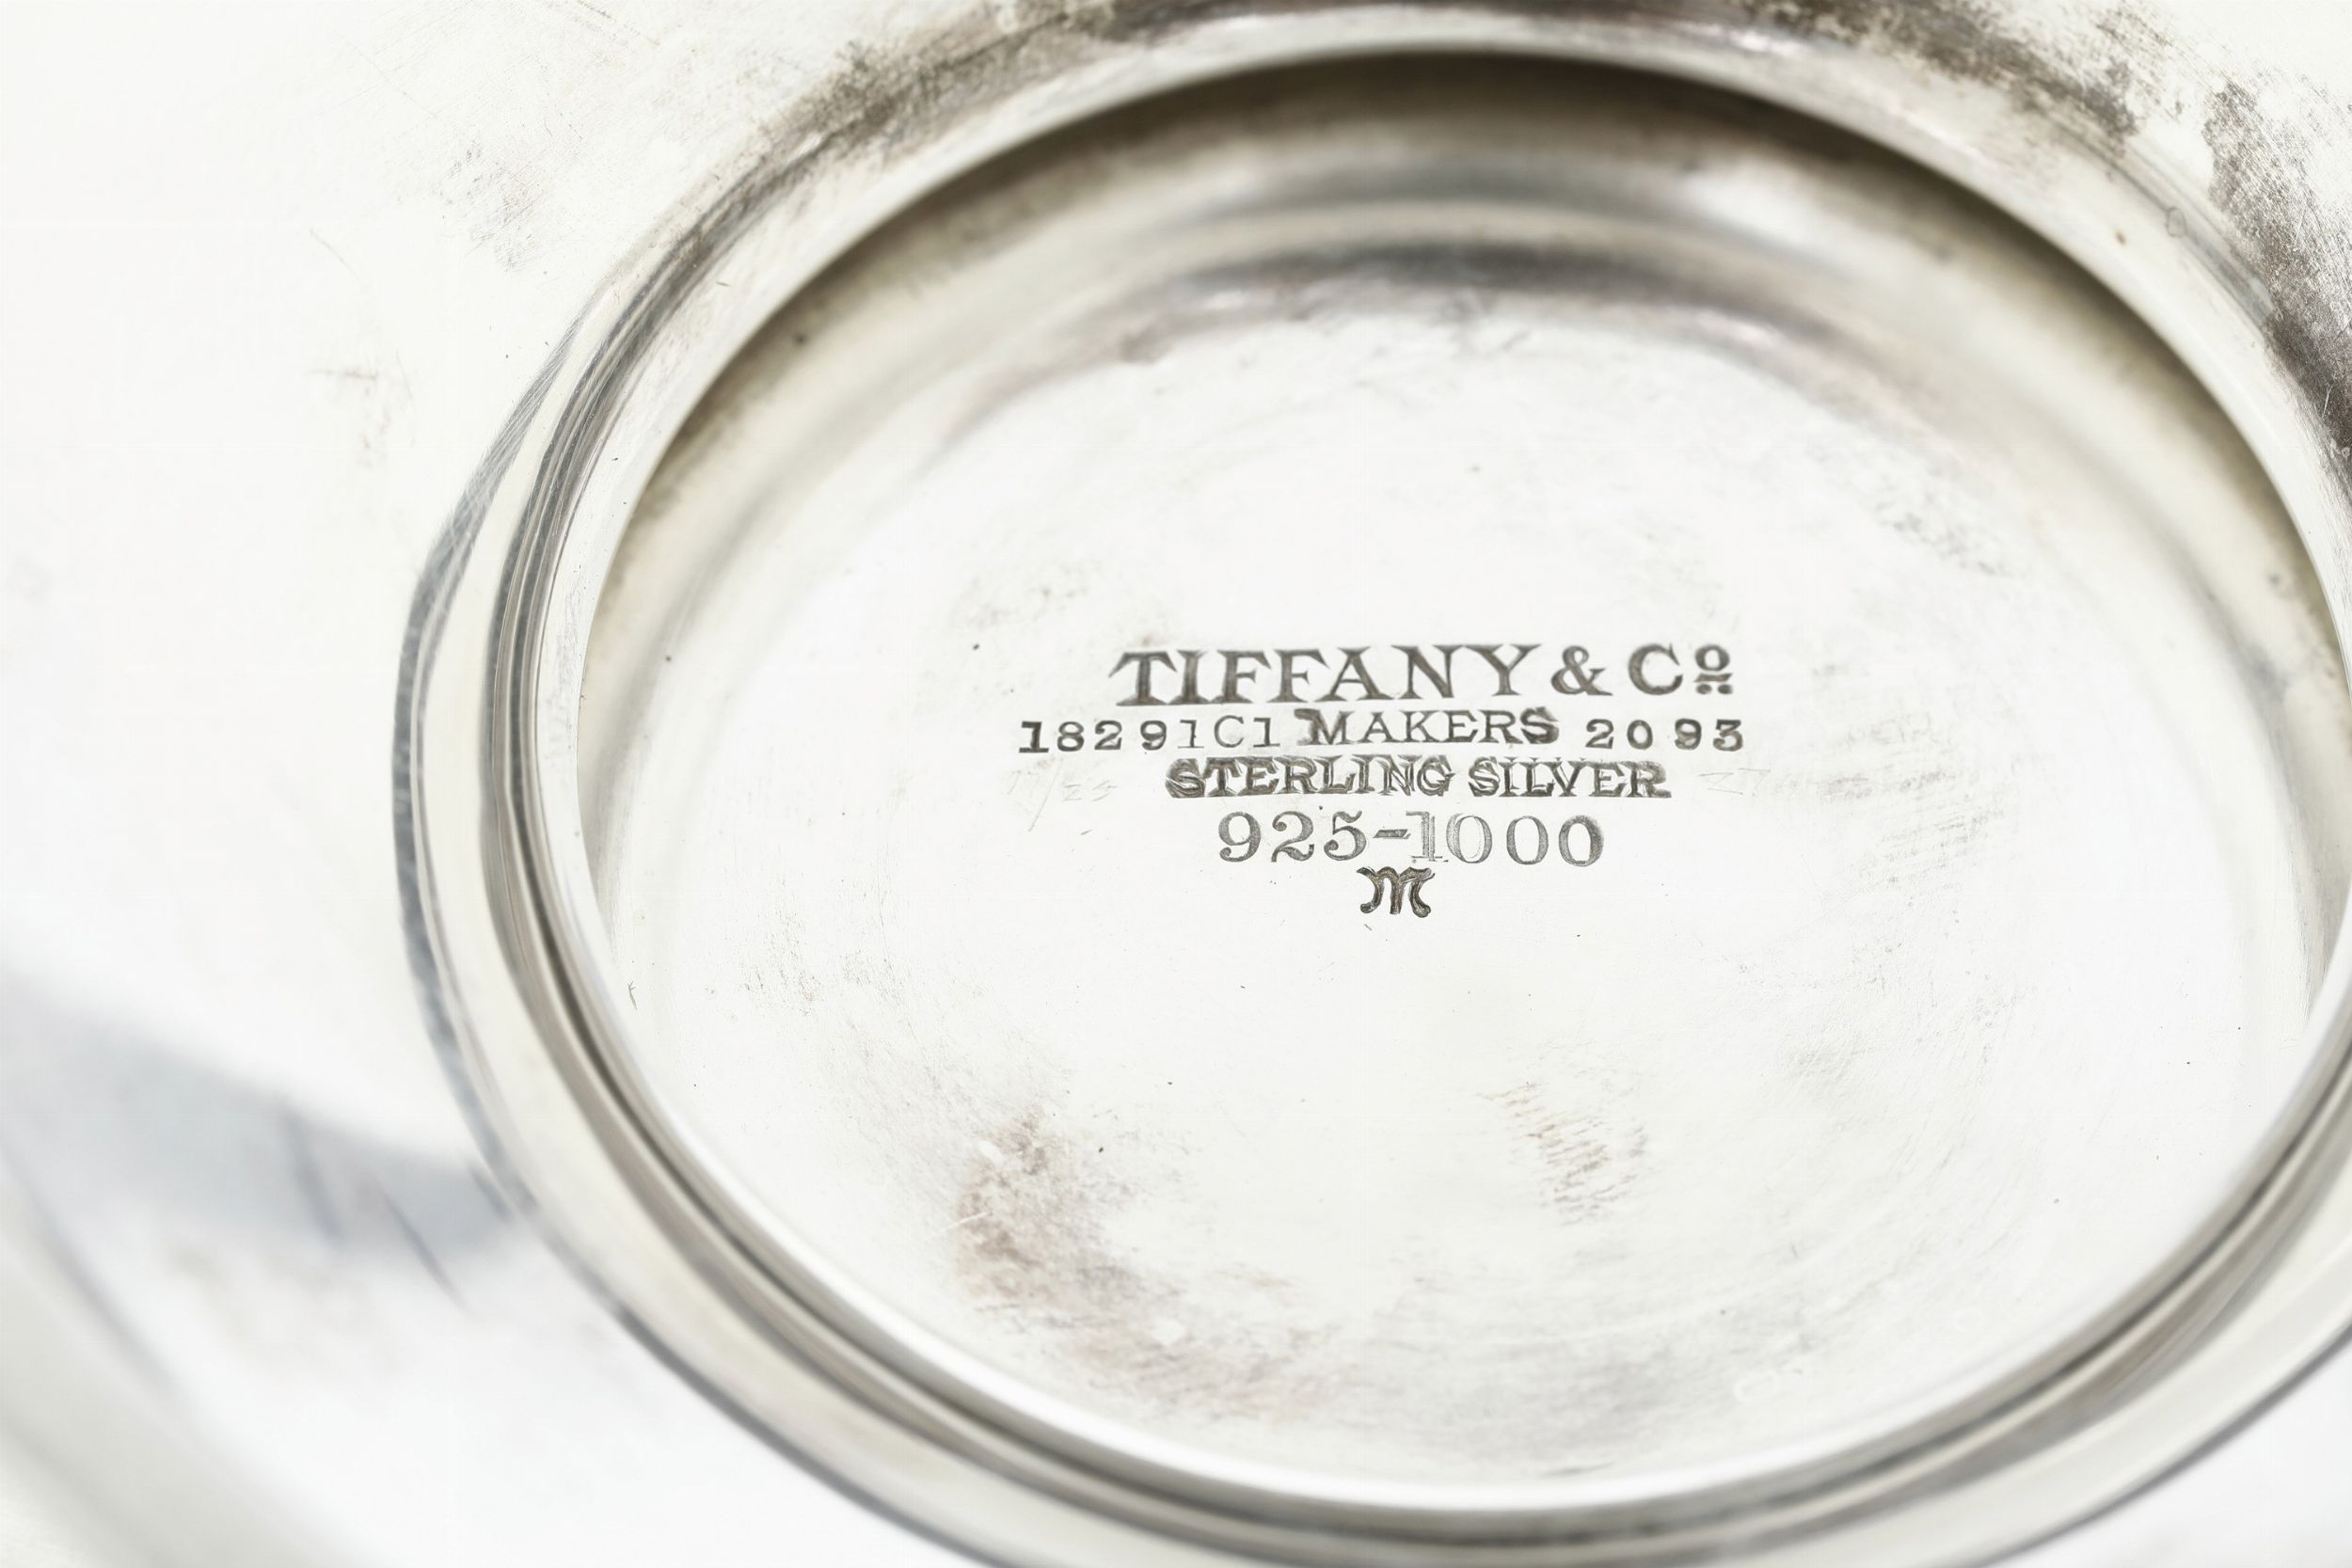 TIFFANY & Cº
18291C1 MAKERS 2093
STERLING SILVER
925-1000
M